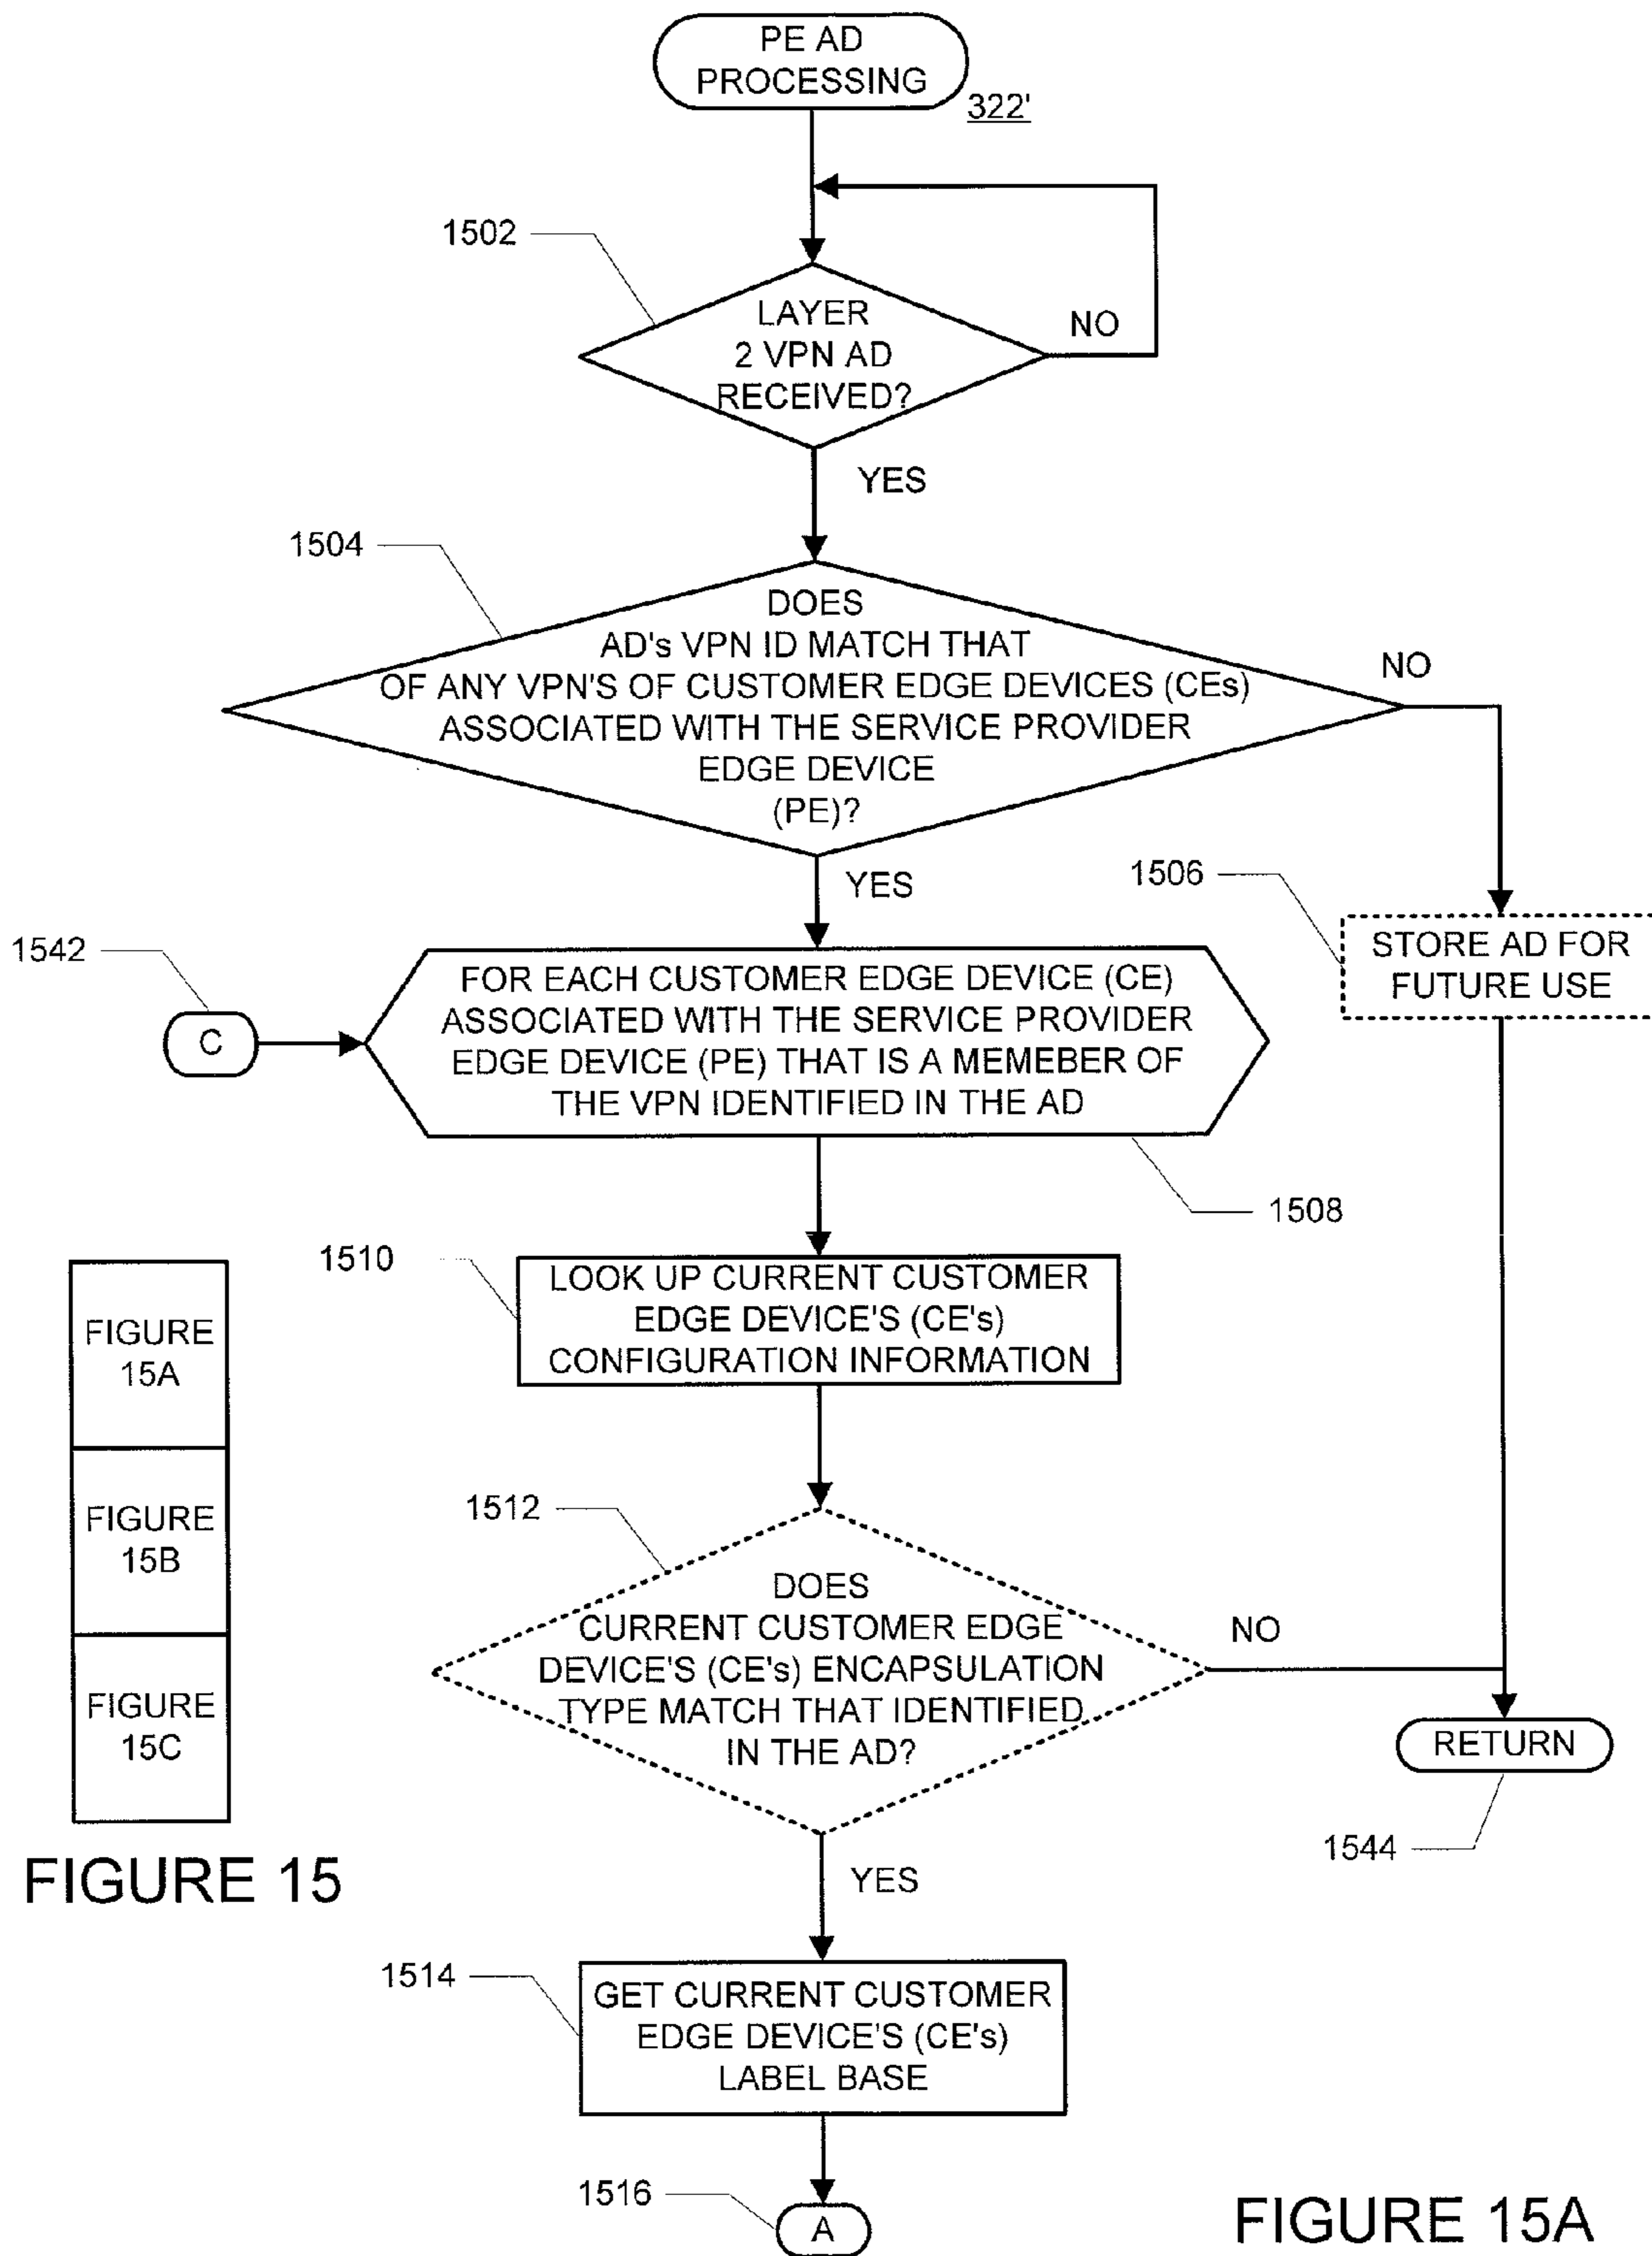 PE AD
PROCESSING
322'
1502
LAYER
2 VPN AD
RECEIVED?
NO
YES
1504
DOES
AD's VPN ID MATCH THAT
OF ANY VPN'S OF CUSTOMER EDGE DEVICES (CEs)
ASSOCIATED WITH THE SERVICE PROVIDER
EDGE DEVICE
(PE)?
NO
YES
1506
STORE AD FOR
FUTURE USE
1542
C
FOR EACH CUSTOMER EDGE DEVICE (CE)
ASSOCIATED WITH THE SERVICE PROVIDER
EDGE DEVICE (PE) THAT IS A MEMEBER OF
THE VPN IDENTIFIED IN THE AD
1508
1510
LOOK UP CURRENT CUSTOMER
EDGE DEVICE'S (CE's)
CONFIGURATION INFORMATION
FIGURE
15A
FIGURE
15B
FIGURE
15C
FIGURE 15
1512
DOES
CURRENT CUSTOMER EDGE
DEVICE'S (CE's) ENCAPSULATION
TYPE MATCH THAT IDENTIFIED
IN THE AD?
NO
RETURN
1544
YES
1514
GET CURRENT CUSTOMER
EDGE DEVICE'S (CE's)
LABEL BASE
1516
A
FIGURE 15A